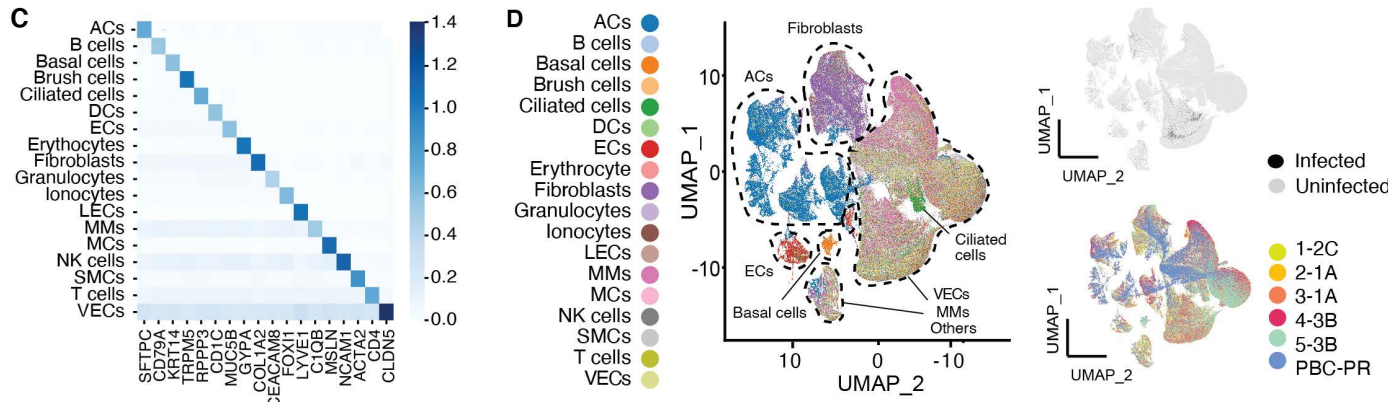 C
ACs
B cells
Basal cells
Brush cells
Ciliated cells
DCs
ECs
Erythocytes
Fibroblasts
Granulocytes
Ionocytes
LECs
MMs
MCs
NK cells
SMCs
T cells
VECs
1.4
1.2
1.0
0.8
0.6
0.4
0.2
0.0
SFTPC
CD79A
KRT14
TRPM5
RPPP3
CD1C
MUC5B
GYPA
COL1A2
CEACAM8
FOXI1
LYVE1
C1QB
MSLN
NCAM1
ACTA2
CD4
CLDN5
D
ACs
B cells
Basal cells
Brush cells
Ciliated cells
DCs
ECs
Erythrocyte
Fibroblasts
Granulocytes
Ionocytes
LECs
MMs
MCs
NK cells
SMCs
T cells
VECs
UMAP_1
10
0
-10
10
0
-10
UMAP_2
Fibroblasts
ACs
ECs
Basal cells
Ciliated
cells
VECs
MMs
Others
UMAP_1
UMAP_2
Infected
Uninfected
UMAP_1
UMAP_2
1-2C
2-1A
3-1A
4-3B
5-3B
PBC-PR